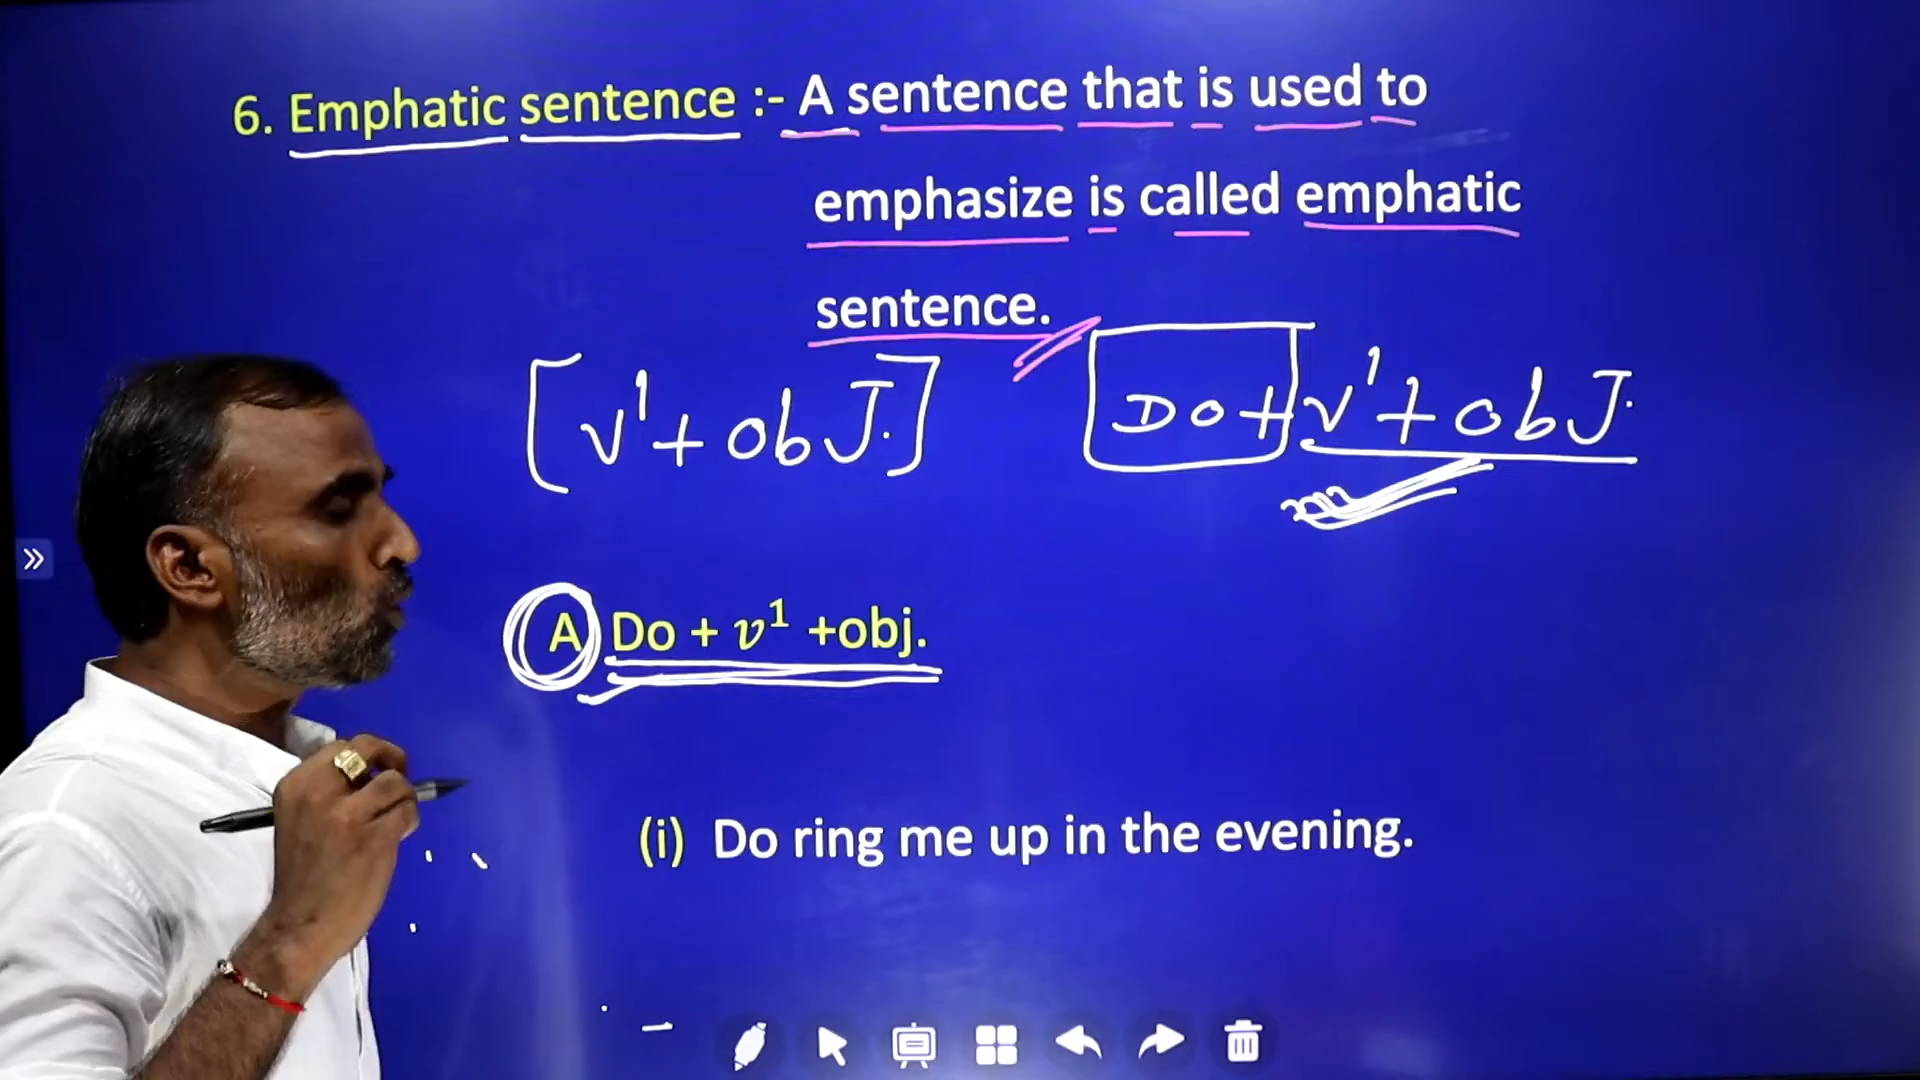 6. Emphatic sentence :- A sentence that is used to
emphasize is called emphatic
sentence.
[v¹+obJ.] Do+v¹+obJ.
A Do + v¹ +obj.
(i) Do ring me up in the evening.